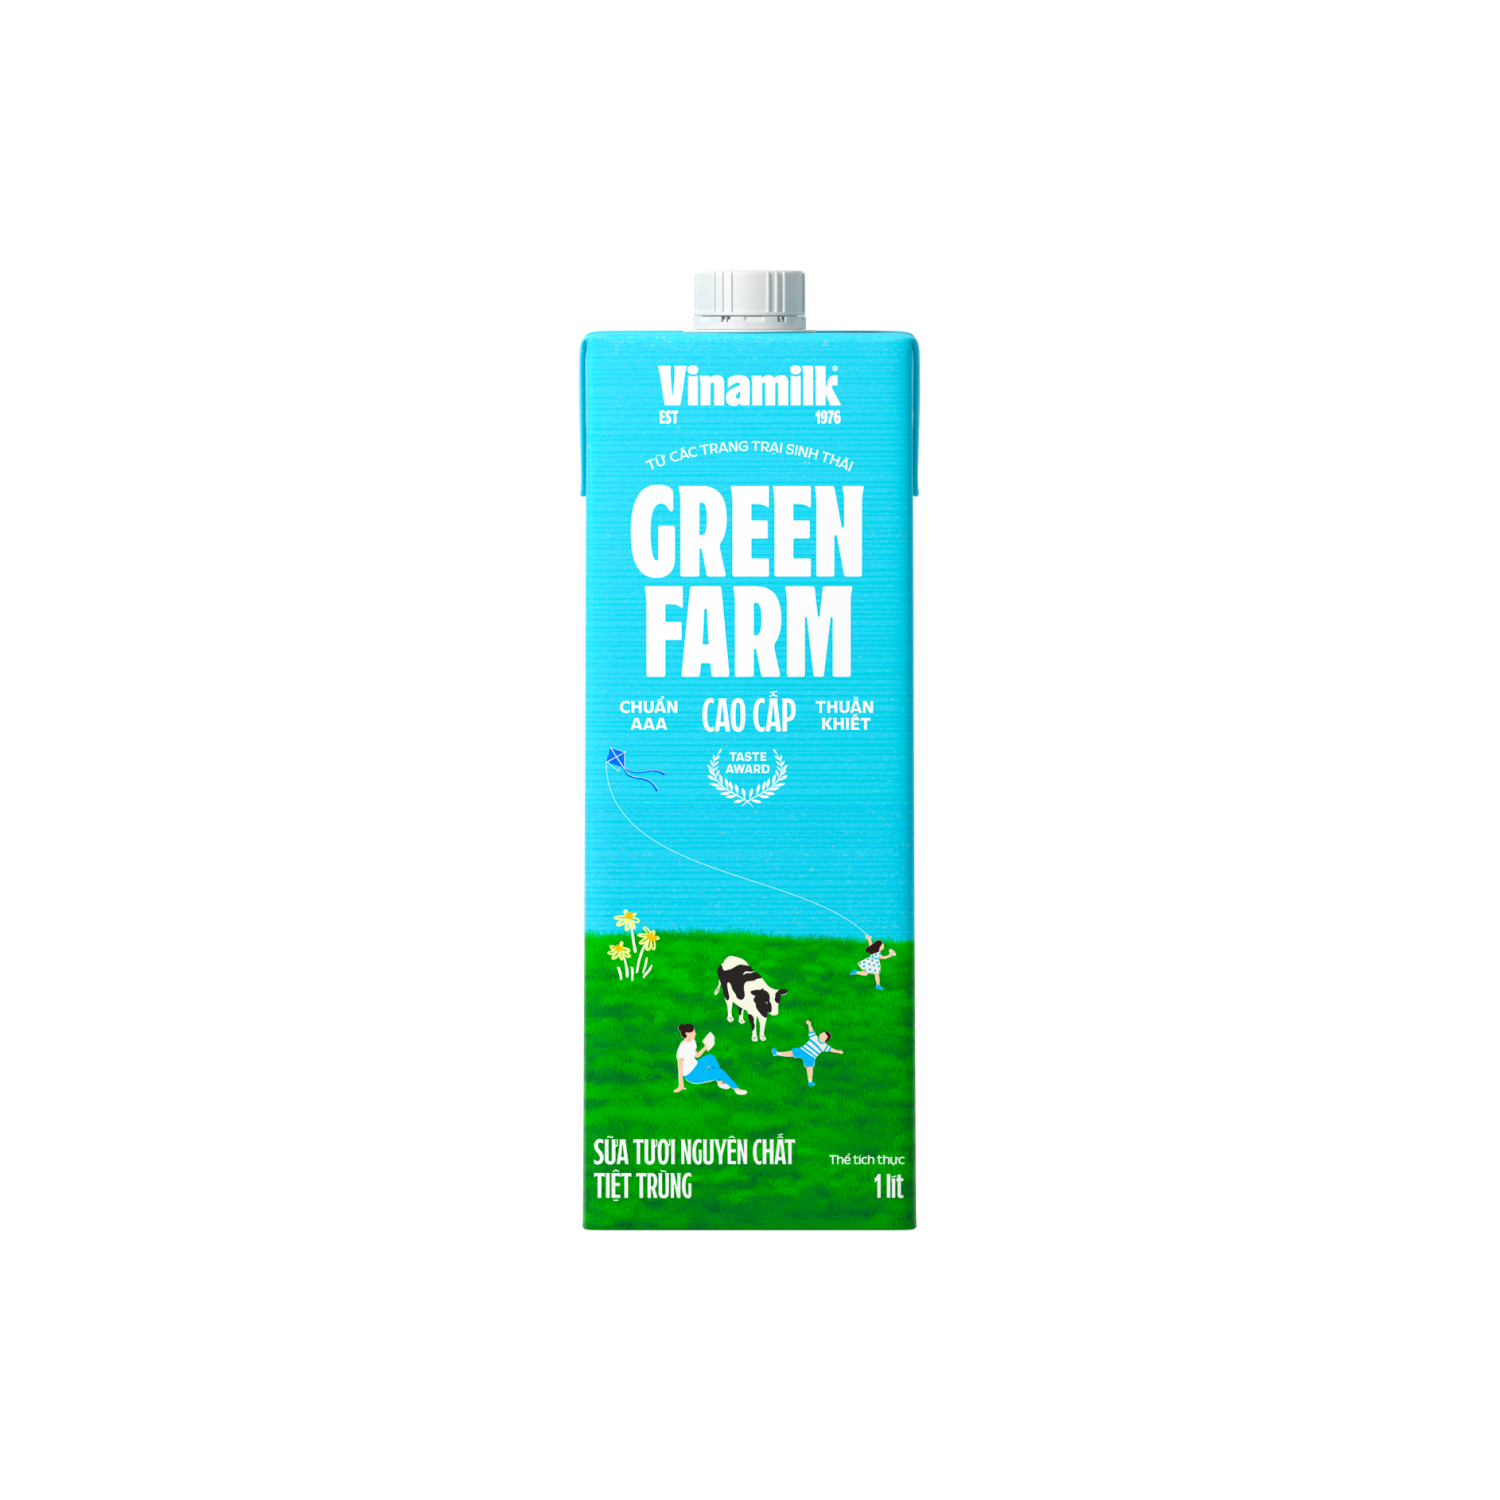 Vinamilk®
EST 1976
TỪ CÁC TRANG TRẠI SINH THÁI
GREEN
FARM
CHUẨN
AAA
CAO CẤP
THUẦN
KHIẾT
TASTE
AWARD
SỮA TƯƠI NGUYÊN CHẤT
TIỆT TRÙNG
Thể tích thực
1 lít